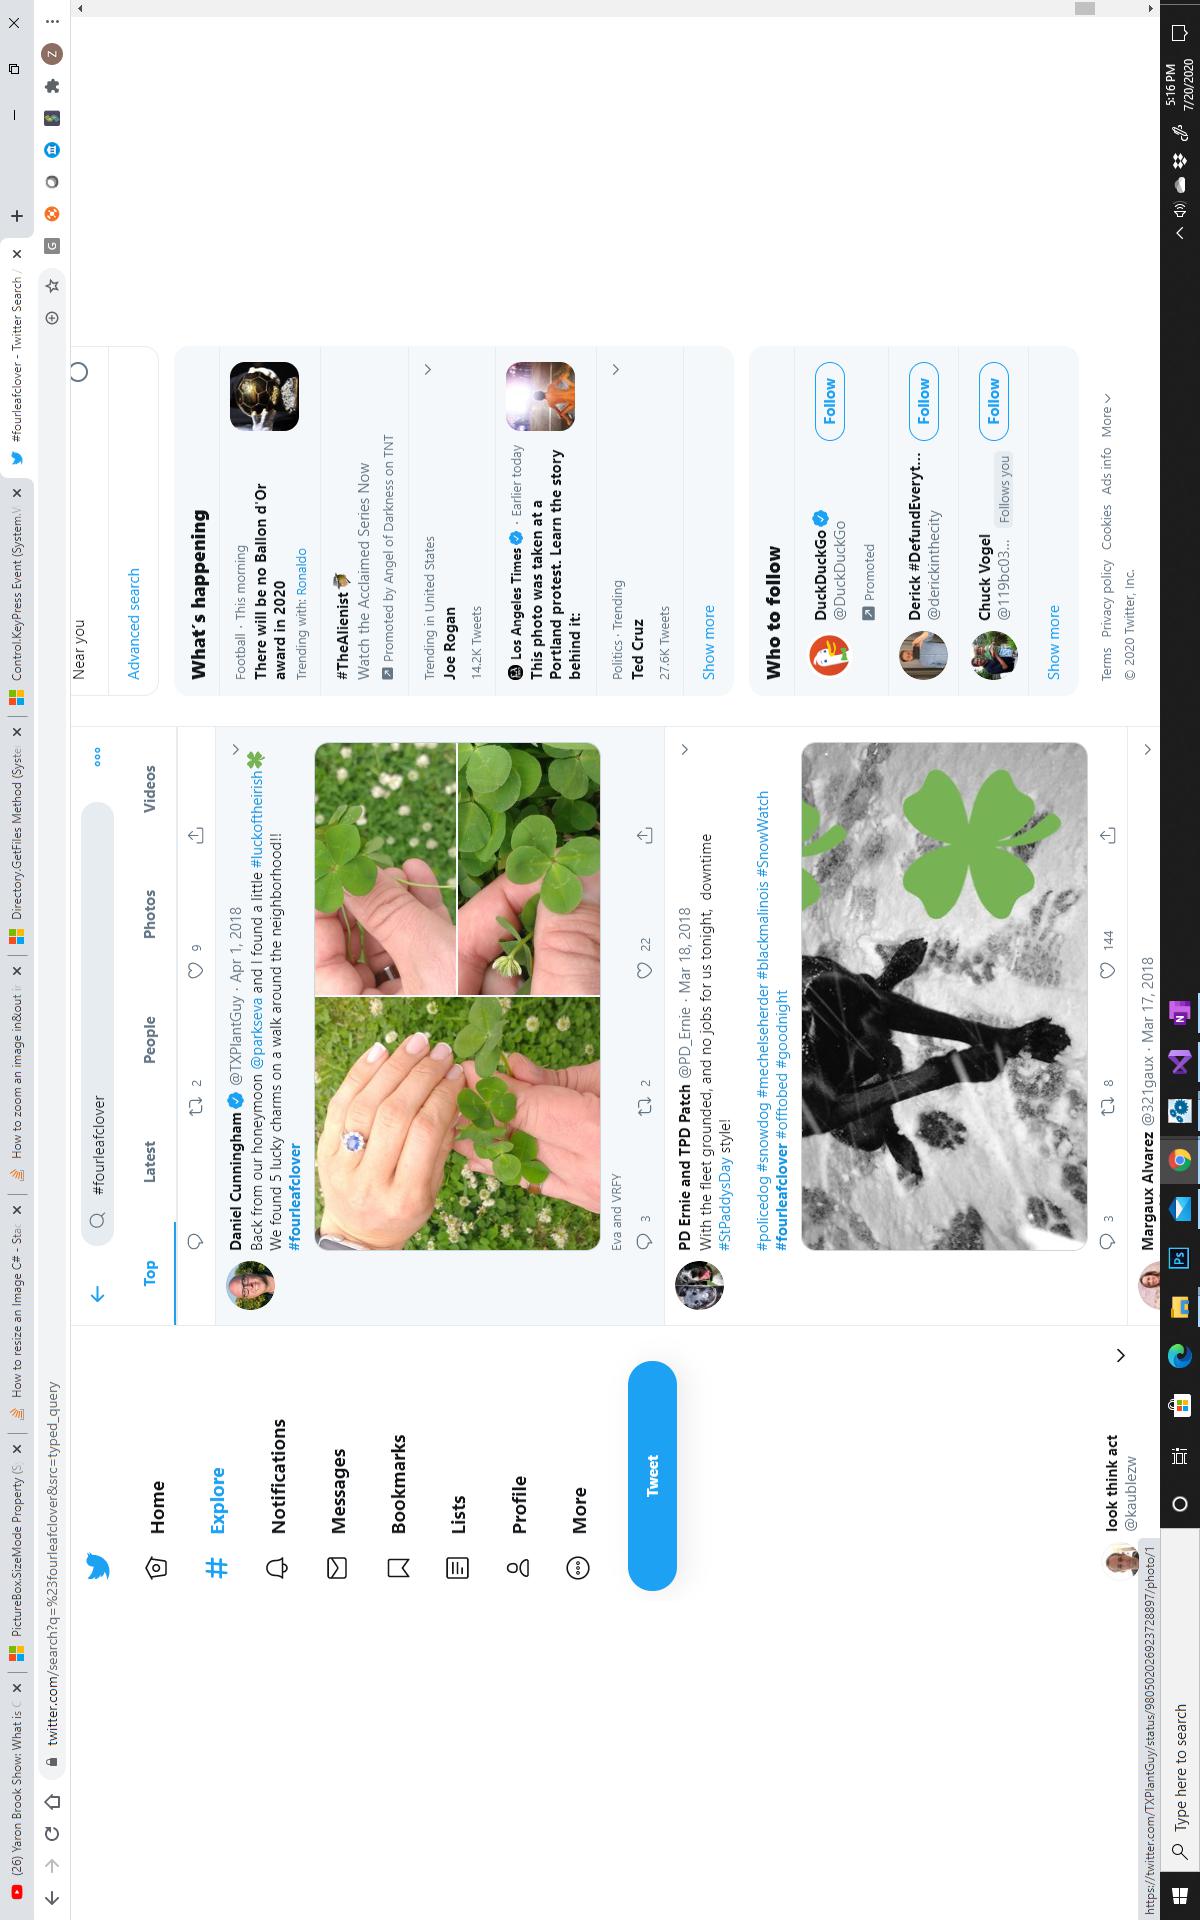 (26) Yaron Brook Show: What is C
PictureBox.SizeMode Property (S
How to resize an Image C# - Stac
How to zoom an image in&out ir
Directory.GetFiles Method (Syste
Control.KeyPress Event (System.V
#fourleafclover - Twitter Search /
twitter.com/search?q=%23fourleafclover&src=typed_query
G
Z
Home
Explore
Notifications
Messages
Bookmarks
Lists
Profile
More
Tweet
look think act
@kaublezw
#fourleafclover
Top
Latest
People
Photos
Videos
2
9
Daniel Cunningham @TXPlantGuy · Apr 1, 2018
Back from our honeymoon @parkseva and I found a little #luckoftheirish
We found 5 lucky charms on a walk around the neighborhood!!
#fourleafclover
Eva and VRFY
3
2
22
PD Ernie and TPD Patch @PD_Ernie · Mar 18, 2018
With the fleet grounded, and no jobs for us tonight, downtime
#StPaddysDay style!
#policedog #snowdog #mechelseherder #blackmalinois #SnowWatch
#fourleafclover #offtobed #goodnight
3
8
144
Margaux Alvarez @321gaux · Mar 17, 2018
Near you
Advanced search
What's happening
Football · This morning
There will be no Ballon d'Or
award in 2020
Trending with: Ronaldo
#TheAlienist
Watch the Acclaimed Series Now
Promoted by Angel of Darkness on TNT
Trending in United States
Joe Rogan
14.2K Tweets
Los Angeles Times · Earlier today
This photo was taken at a
Portland protest. Learn the story
behind it:
Politics · Trending
Ted Cruz
27.6K Tweets
Show more
Who to follow
DuckDuckGo
@DuckDuckGo
Follow
Promoted
Derick #DefundEveryt...
@derickinthecity
Follow
Chuck Vogel
@119bc03... Follows you
Follow
Show more
Terms Privacy policy Cookies Ads info More
© 2020 Twitter, Inc.
https://twitter.com/TXPlantGuy/status/980502026923728897/photo/1
Type here to search
Ps
N
5:16 PM
7/20/2020